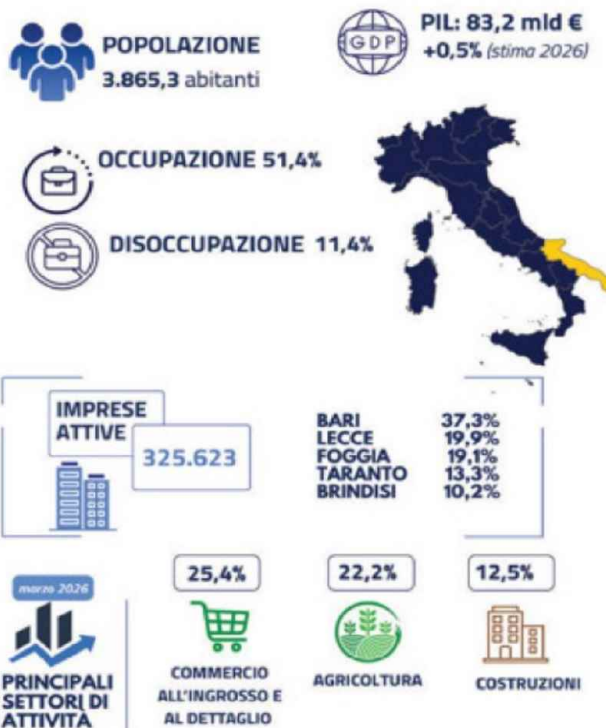 POPOLAZIONE
3.865,3 abitanti
GDP
PIL: 83,2 mld €
+0,5% (stima 2026)
OCCUPAZIONE 51,4%
DISOCCUPAZIONE 11,4%
IMPRESE
ATTIVE
325.623
BARI 37,3%
LECCE 19,9%
FOGGIA 19,1%
TARANTO 13,3%
BRINDISI 10,2%
marzo 2026
PRINCIPALI
SETTORI DI
ATTIVITÀ
25,4%
COMMERCIO
ALL'INGROSSO E
AL DETTAGLIO
22,2%
AGRICOLTURA
12,5%
COSTRUZIONI